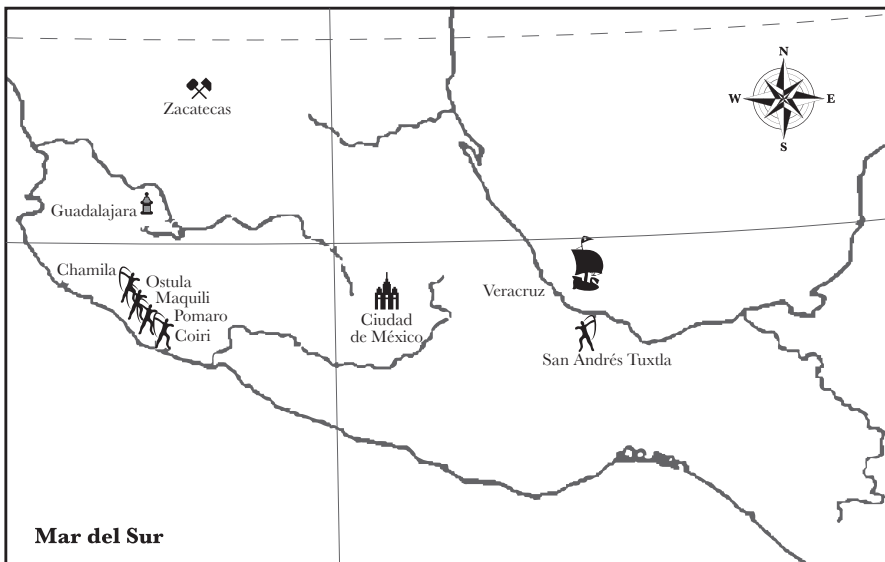 N
W
E
S
Zacatecas
Guadalajara
Chamila
Ostula
Maquili
Pomaro
Coiri
Veracruz
Ciudad
de México
San Andrés Tuxtla
Mar del Sur